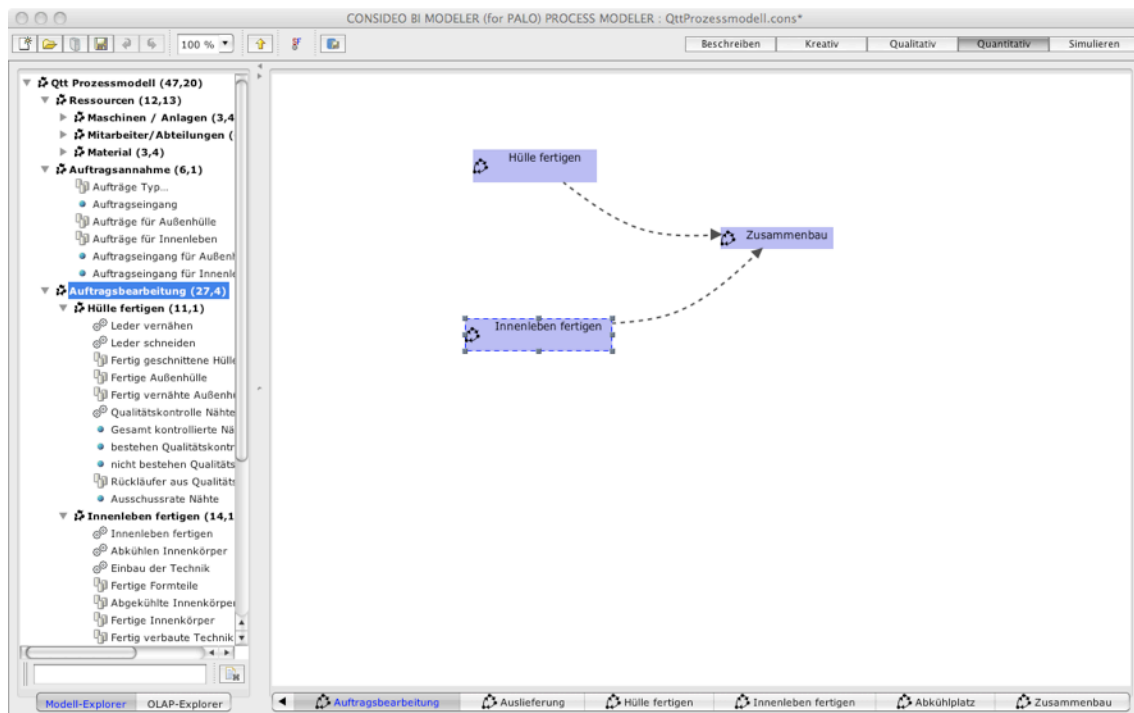 CONSIDEO BI MODELER (for PALO) PROCESS MODELER : QttProzessmodell.cons*
100 %
Beschreiben Kreativ Qualitativ Quantitativ Simulieren
Qtt Prozessmodell (47,20)
Ressourcen (12,13)
Maschinen / Anlagen (3,4
Mitarbeiter/Abteilungen (
Material (3,4)
Auftragsannahme (6,1)
Aufträge Typ...
Auftragseingang
Aufträge für Außenhülle
Aufträge für Innenleben
Auftragseingang für Außenl
Auftragseingang für Innenle
Auftragsbearbeitung (27,4)
Hülle fertigen (11,1)
Leder vernähen
Leder schneiden
Fertig geschnittene Hülle
Fertige Außenhülle
Fertig vernähte Außenh
Qualitätskontrolle Nähte
Gesamt kontrollierte Nä
bestehen Qualitätskontr
nicht bestehen Qualitäts
Rückläufer aus Qualität
Ausschussrate Nähte
Innenleben fertigen (14,1
Innenleben fertigen
Abkühlen Innenkörper
Einbau der Technik
Fertige Formteile
Abgekühlte Innenkörper
Fertige Innenkörper
Fertig verbaute Technik
Modell-Explorer OLAP-Explorer
Hülle fertigen
Zusammenbau
Innenleben fertigen
Auftragsbearbeitung Auslieferung Hülle fertigen Innenleben fertigen Abkühlplatz Zusammenbau